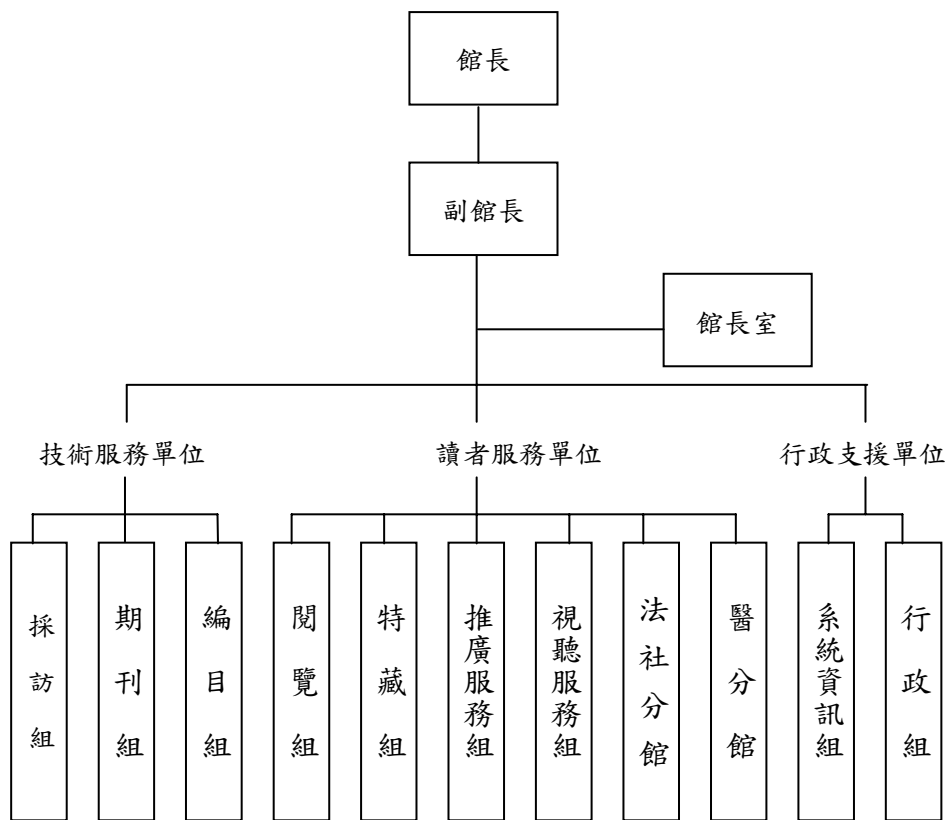 館長
副館長
館長室
技術服務單位
讀者服務單位
行政支援單位
採訪組
期刊組
編目組
閱覽組
特藏組
推廣服務組
視聽服務組
法社分館
醫分館
系統資訊組
行政組